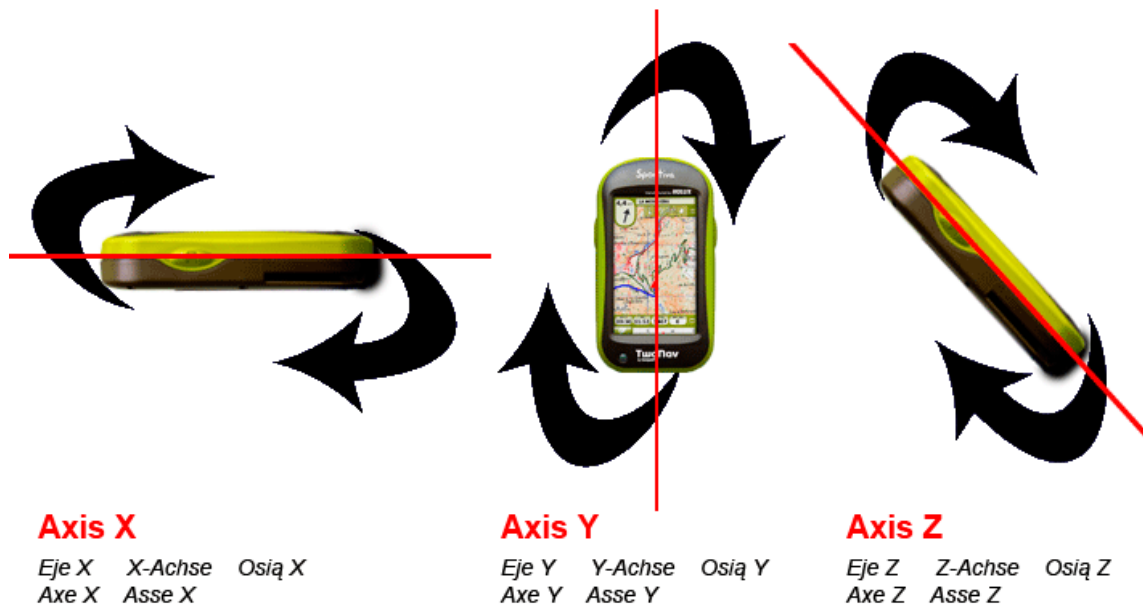 Sportiva
TwoNav
Axis X
Eje X X-Achse Osią X
Axe X Asse X
Axis Y
Eje Y Y-Achse Osią Y
Axe Y Asse Y
Axis Z
Eje Z Z-Achse Osią Z
Axe Z Asse Z